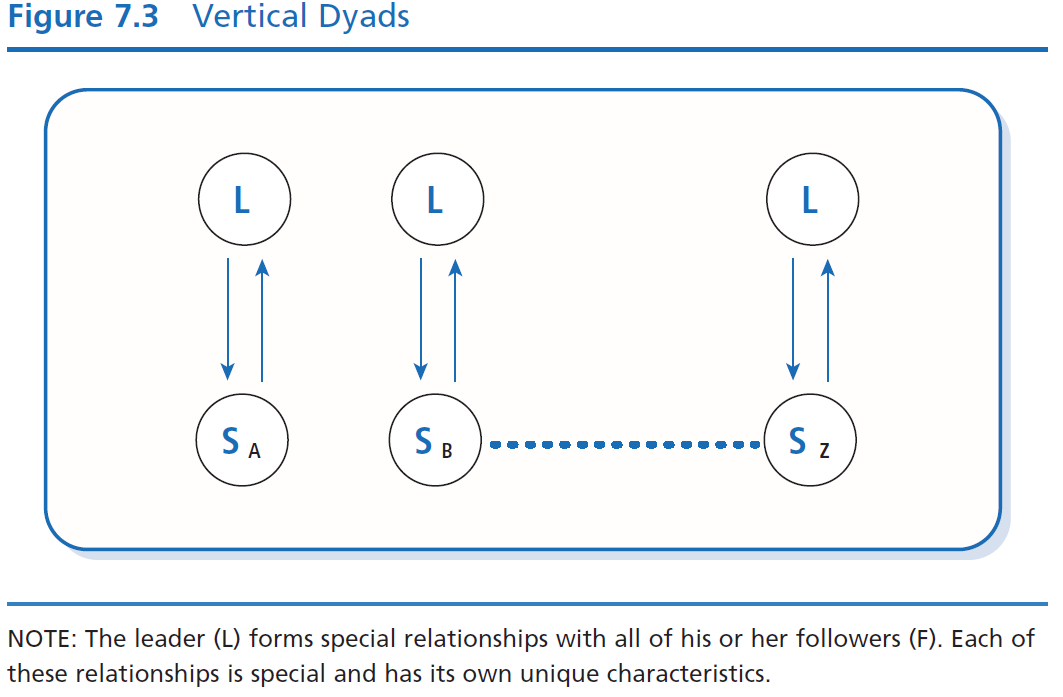 Figure 7.3 Vertical Dyads
L L L
S A S B S Z
NOTE: The leader (L) forms special relationships with all of his or her followers (F). Each of
these relationships is special and has its own unique characteristics.